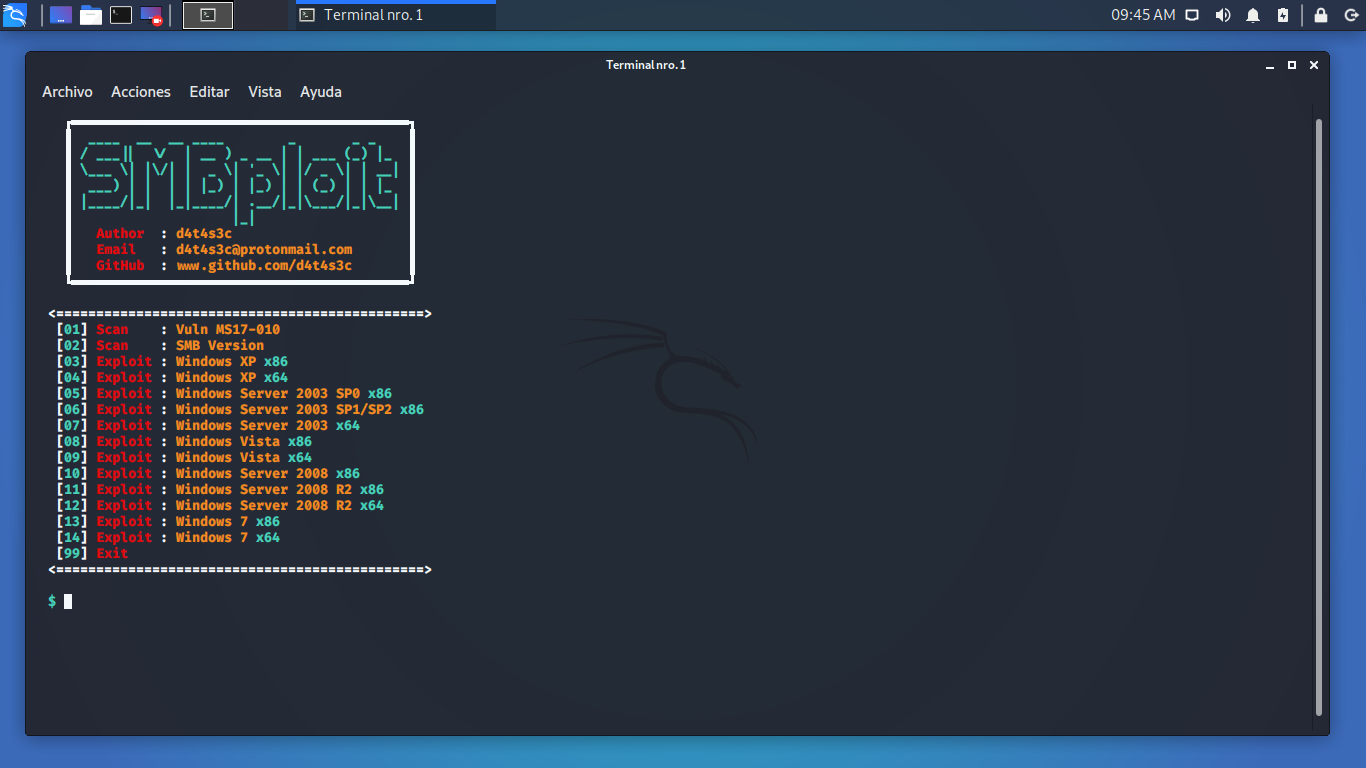 Terminal nro. 1
09:45 AM
Terminal nro. 1
Archivo Acciones Editar Vista Ayuda
SMBploit
Author : d4t4s3c
Email : d4t4s3c@protonmail.com
GitHub : www.github.com/d4t4s3c
<==============================================>
[01] Scan : Vuln MS17-010
[02] Scan : SMB Version
[03] Exploit : Windows XP x86
[04] Exploit : Windows XP x64
[05] Exploit : Windows Server 2003 SP0 x86
[06] Exploit : Windows Server 2003 SP1/SP2 x86
[07] Exploit : Windows Server 2003 x64
[08] Exploit : Windows Vista x86
[09] Exploit : Windows Vista x64
[10] Exploit : Windows Server 2008 x86
[11] Exploit : Windows Server 2008 R2 x86
[12] Exploit : Windows Server 2008 R2 x64
[13] Exploit : Windows 7 x86
[14] Exploit : Windows 7 x64
[99] Exit
<==============================================>
$